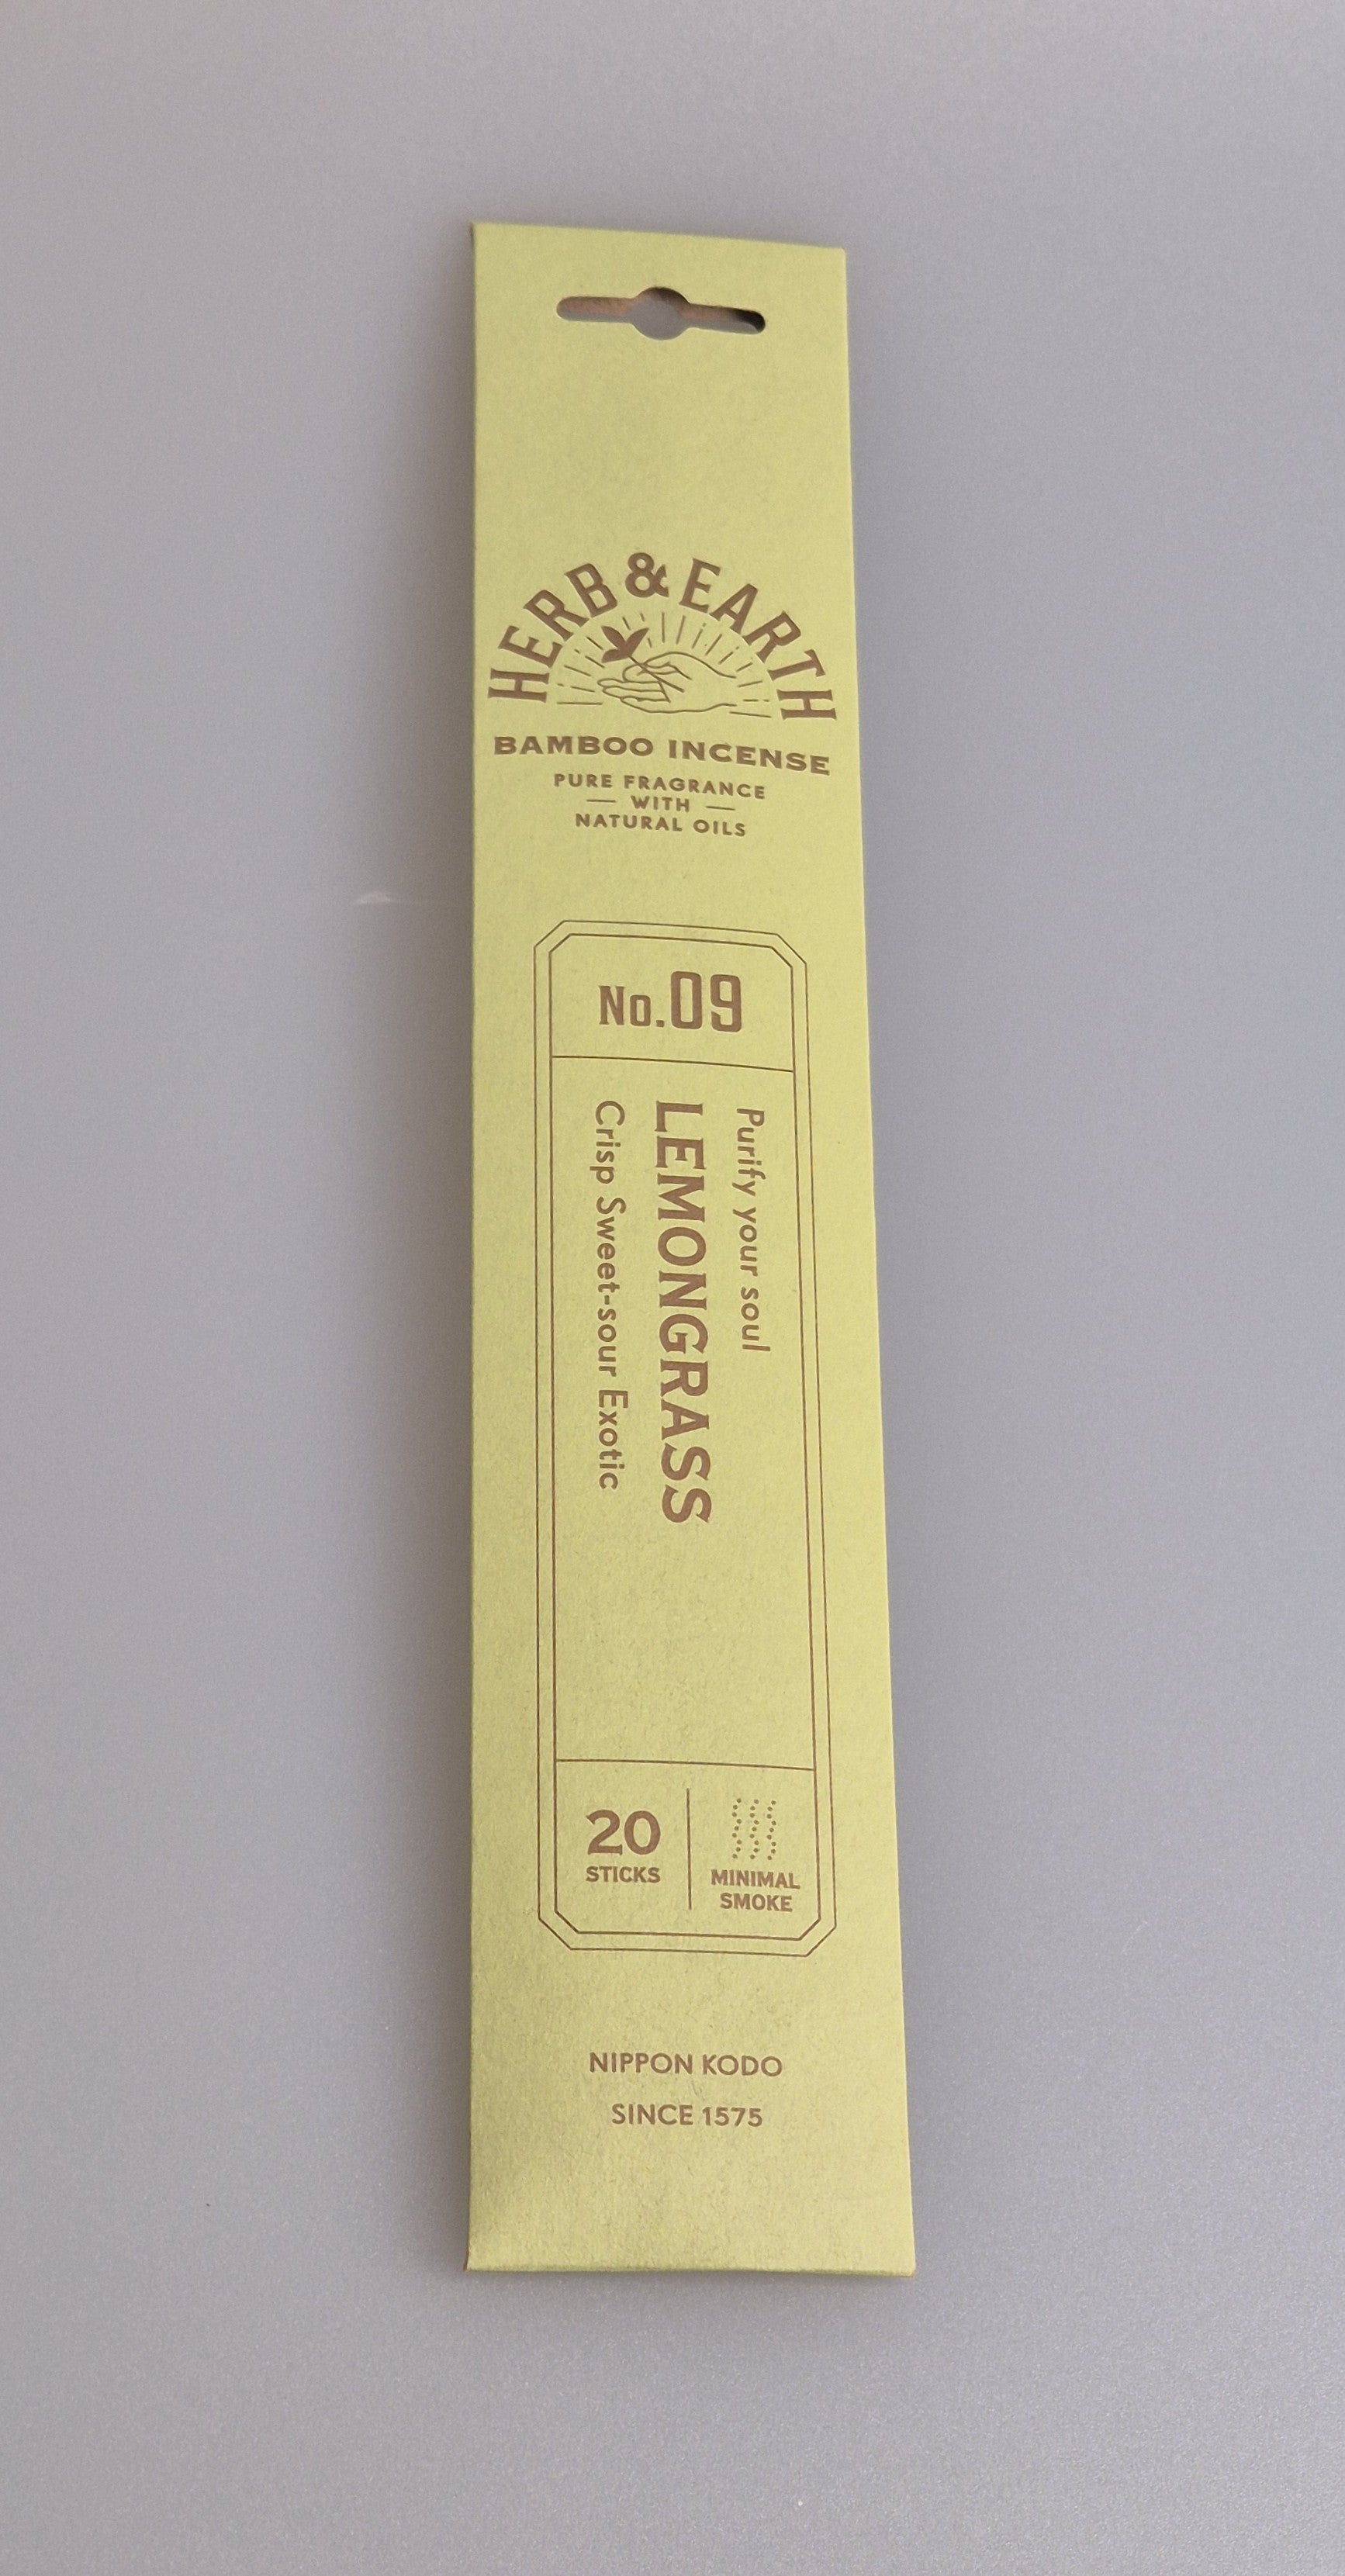 HERB & EARTH
BAMBOO INCENSE
PURE FRAGRANCE
WITH
NATURAL OILS
No.09
Purify your soul
LEMONGRASS
Crisp Sweet-sour Exotic
20
STICKS
MINIMAL
SMOKE
NIPPON KODO
SINCE 1575